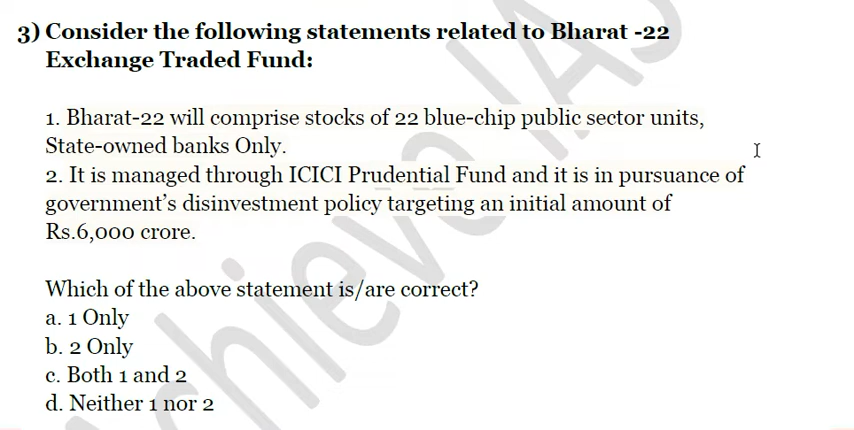 3) Consider the following statements related to Bharat -22
Exchange Traded Fund:
1. Bharat-22 will comprise stocks of 22 blue-chip public sector units,
State-owned banks Only.
2. It is managed through ICICI Prudential Fund and it is in pursuance of
government's disinvestment policy targeting an initial amount of
Rs.6,000 crore.
Which of the above statement is/are correct?
a. 1 Only
b. 2 Only
c. Both 1 and 2
d. Neither 1 nor 2